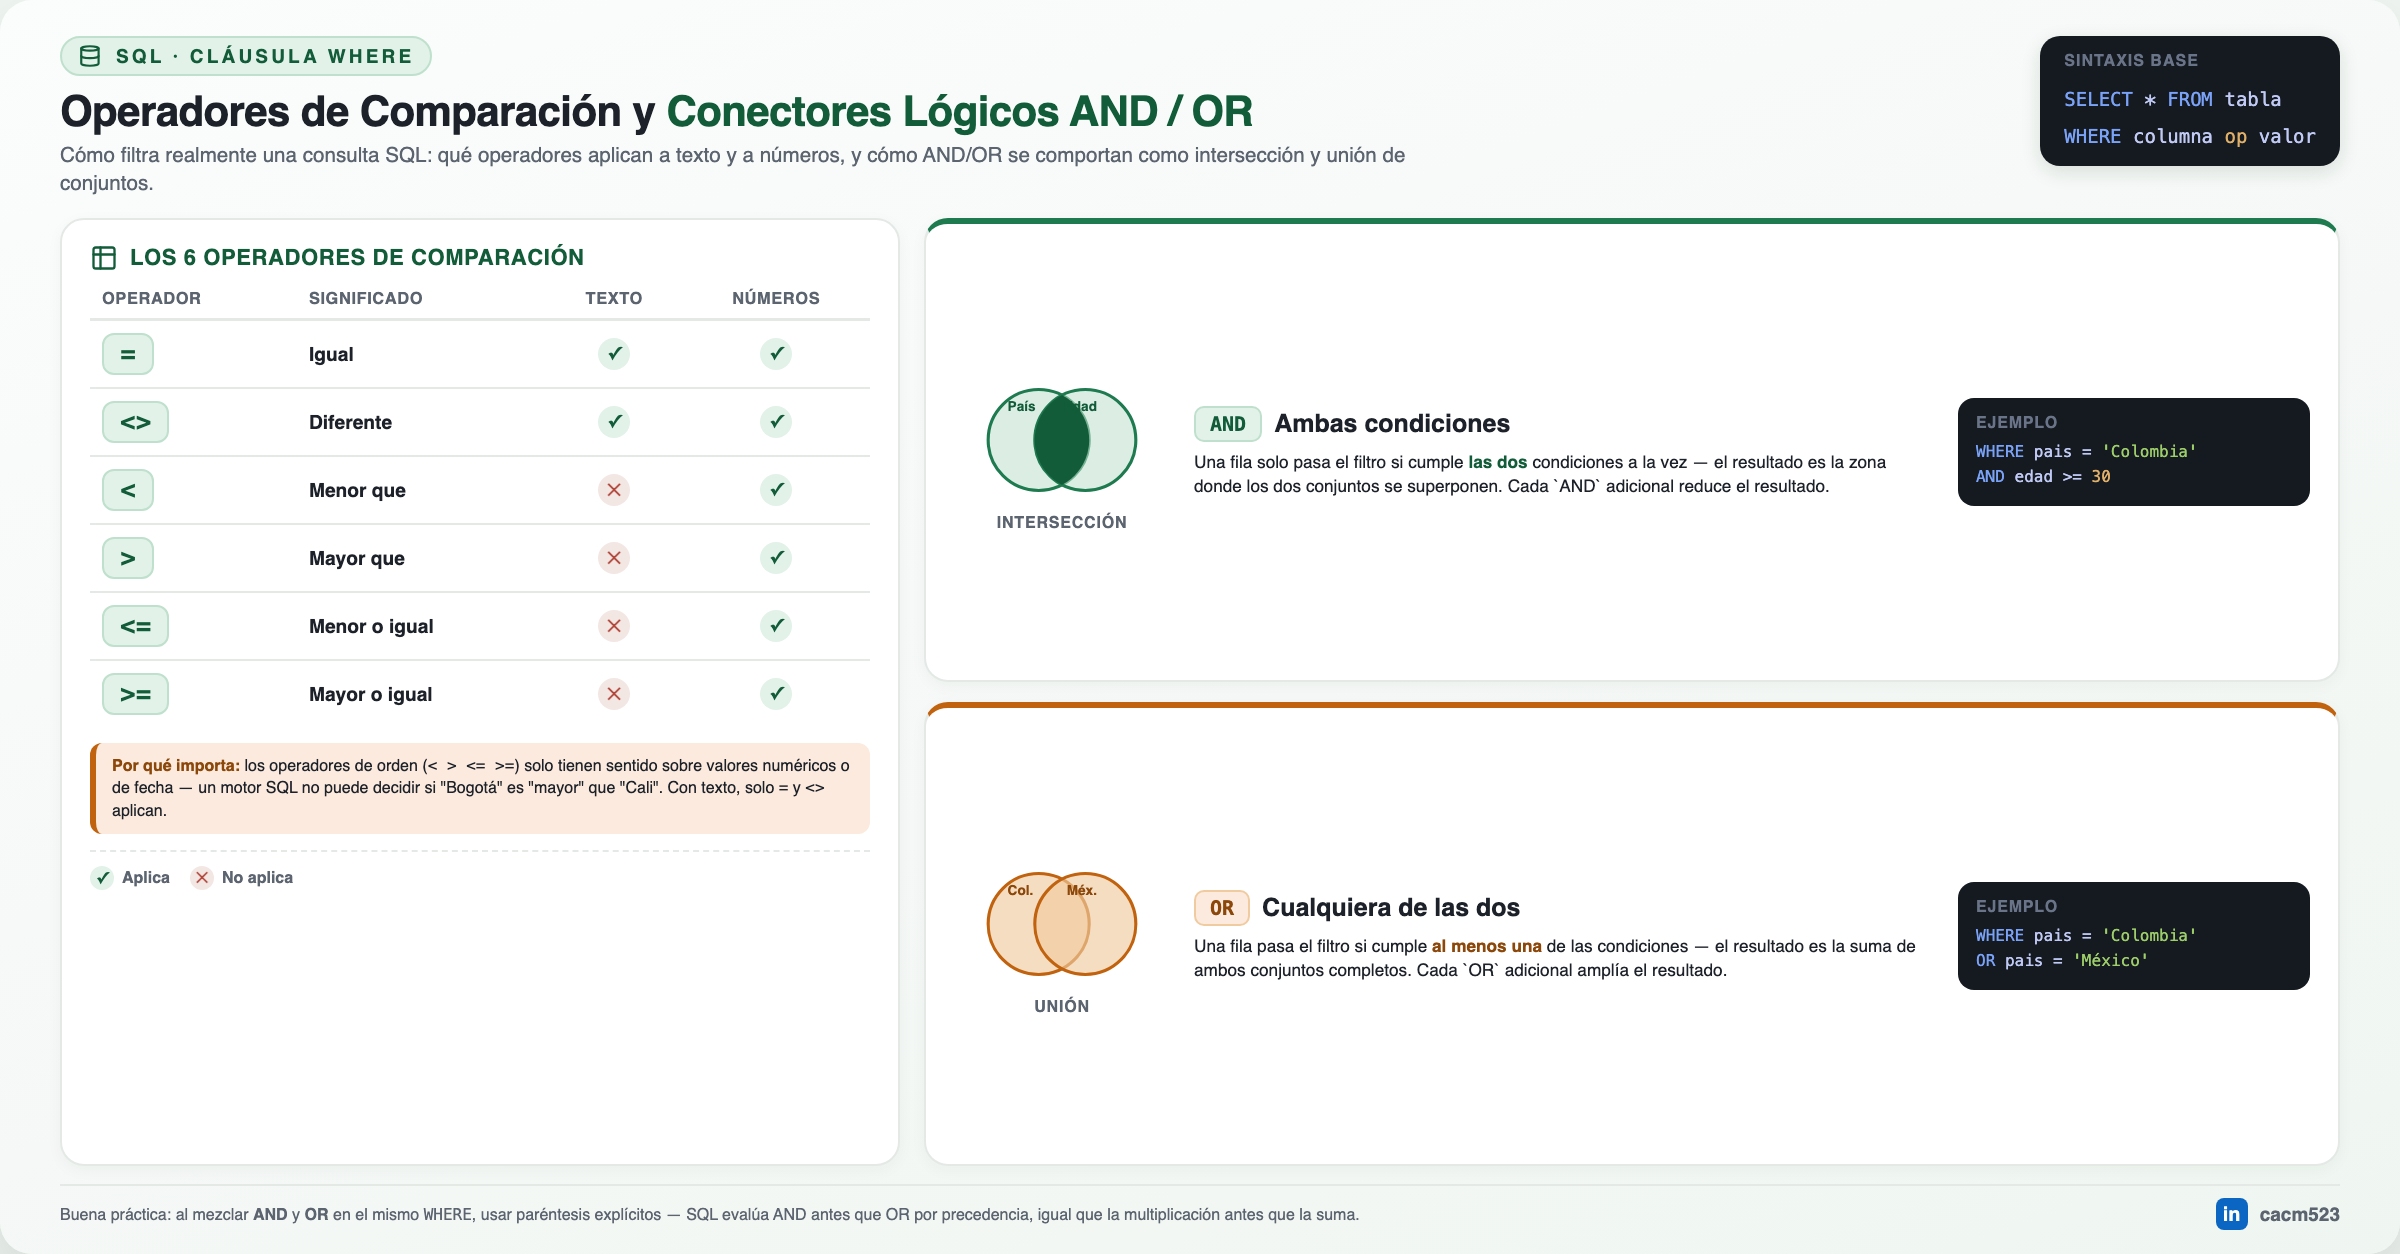 SQL · CLÁUSULA WHERE
Operadores de Comparación y Conectores Lógicos AND / OR
Cómo filtra realmente una consulta SQL: qué operadores aplican a texto y a números, y cómo AND/OR se comportan como intersección y unión de
conjuntos.
SINTAXIS BASE
SELECT * FROM tabla
WHERE columna op valor
LOS 6 OPERADORES DE COMPARACIÓN
OPERADOR SIGNIFICADO TEXTO NÚMEROS
= Igual ✓ ✓
<> Diferente ✓ ✓
< Menor que ✕ ✓
> Mayor que ✕ ✓
<= Menor o igual ✕ ✓
>= Mayor o igual ✕ ✓
Por qué importa: los operadores de orden (< > <= >=) solo tienen sentido sobre valores numéricos o
de fecha — un motor SQL no puede decidir si "Bogotá" es "mayor" que "Cali". Con texto, solo = y <>
aplican.
✓ Aplica ✕ No aplica
País dad
INTERSECCIÓN
AND Ambas condiciones
Una fila solo pasa el filtro si cumple las dos condiciones a la vez — el resultado es la zona
donde los dos conjuntos se superponen. Cada `AND` adicional reduce el resultado.
EJEMPLO
WHERE pais = 'Colombia'
AND edad >= 30
Col. Méx.
UNIÓN
OR Cualquiera de las dos
Una fila pasa el filtro si cumple al menos una de las condiciones — el resultado es la suma de
ambos conjuntos completos. Cada `OR` adicional amplía el resultado.
EJEMPLO
WHERE pais = 'Colombia'
OR pais = 'México'
Buena práctica: al mezclar AND y OR en el mismo WHERE, usar paréntesis explícitos — SQL evalúa AND antes que OR por precedencia, igual que la multiplicación antes que la suma.
in cacm523